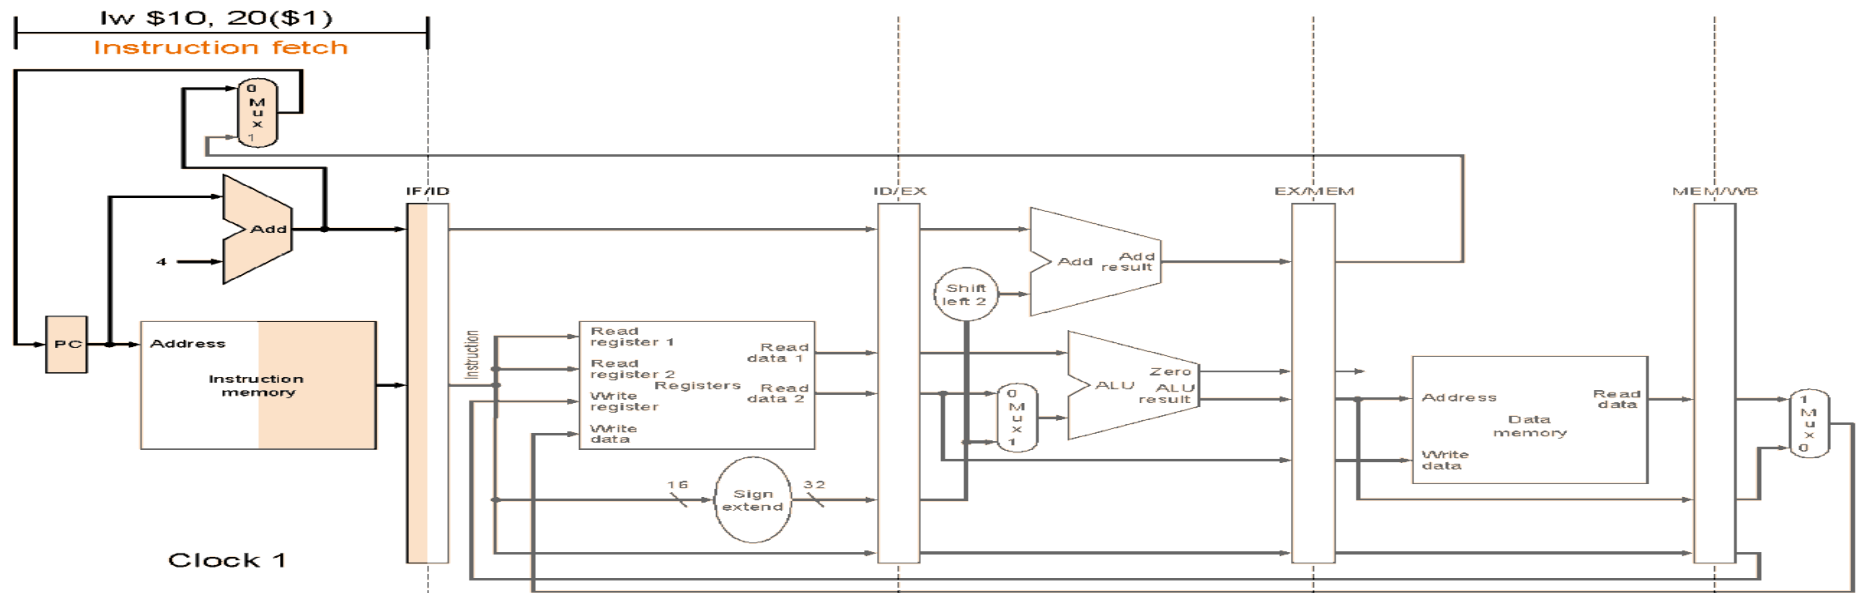 lw $10, 20($1)
Instruction fetch
0
M
u
x
1
IF/ID
ID/EX
EX/MEM
MEM/WB
Add
4
Add Add
result
Shift
left 2
PC
Address
Instruction
memory
Instruction
Read
register 1
Read
register 2
Write
register
Write
data
Registers
Read
data 1
Read
data 2
0
M
u
x
1
Zero
ALU ALU
result
Address
Read
data
Data
memory
Write
data
1
M
u
x
0
16
Sign
extend
32
Clock 1